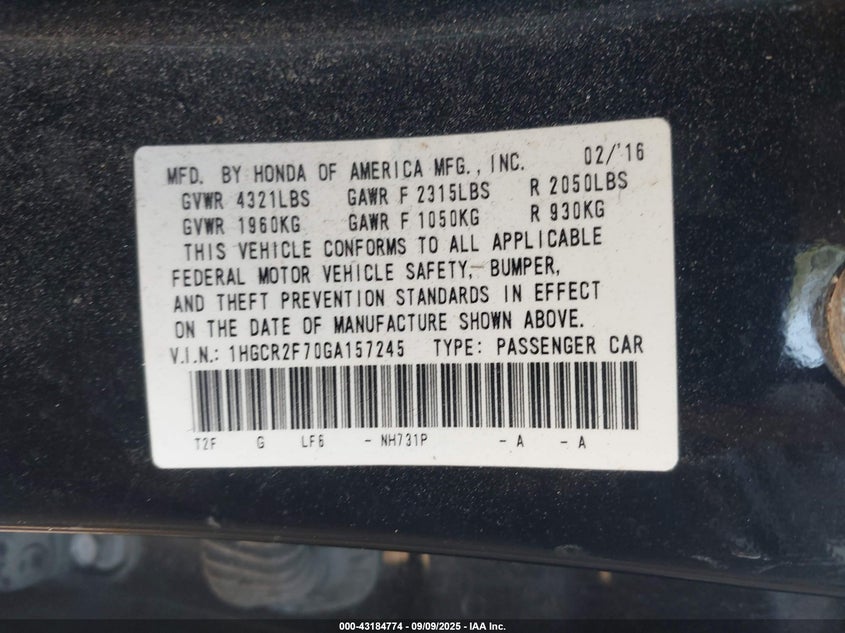 MFD. BY HONDA OF AMERICA MFG., INC. 02/'16
GVWR 4321LBS GAWR F 2315LBS R 2050LBS
GVWR 1960KG GAWR F 1050KG R 930KG
THIS VEHICLE CONFORMS TO ALL APPLICABLE
FEDERAL MOTOR VEHICLE SAFETY, BUMPER,
AND THEFT PREVENTION STANDARDS IN EFFECT
ON THE DATE OF MANUFACTURE SHOWN ABOVE.
V.I.N.: 1HGCR2F70GA157245 TYPE: PASSENGER CAR
T2F G LF6 - NH731P - A - A
000-43184774 - 09/09/2025 - IAA Inc.